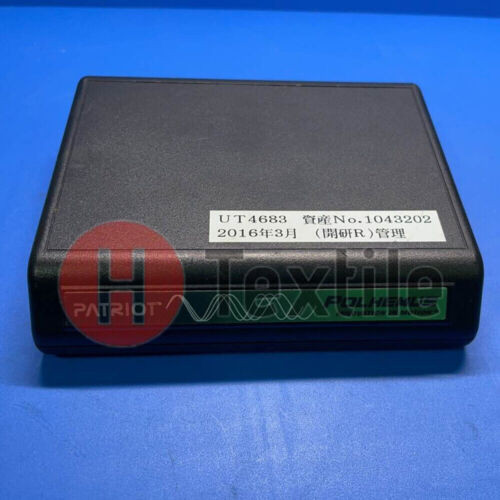 UT4683 資産No.1043202
2016年3月 （開研R）管理
H Textile
PATRIOT POLHEMUS